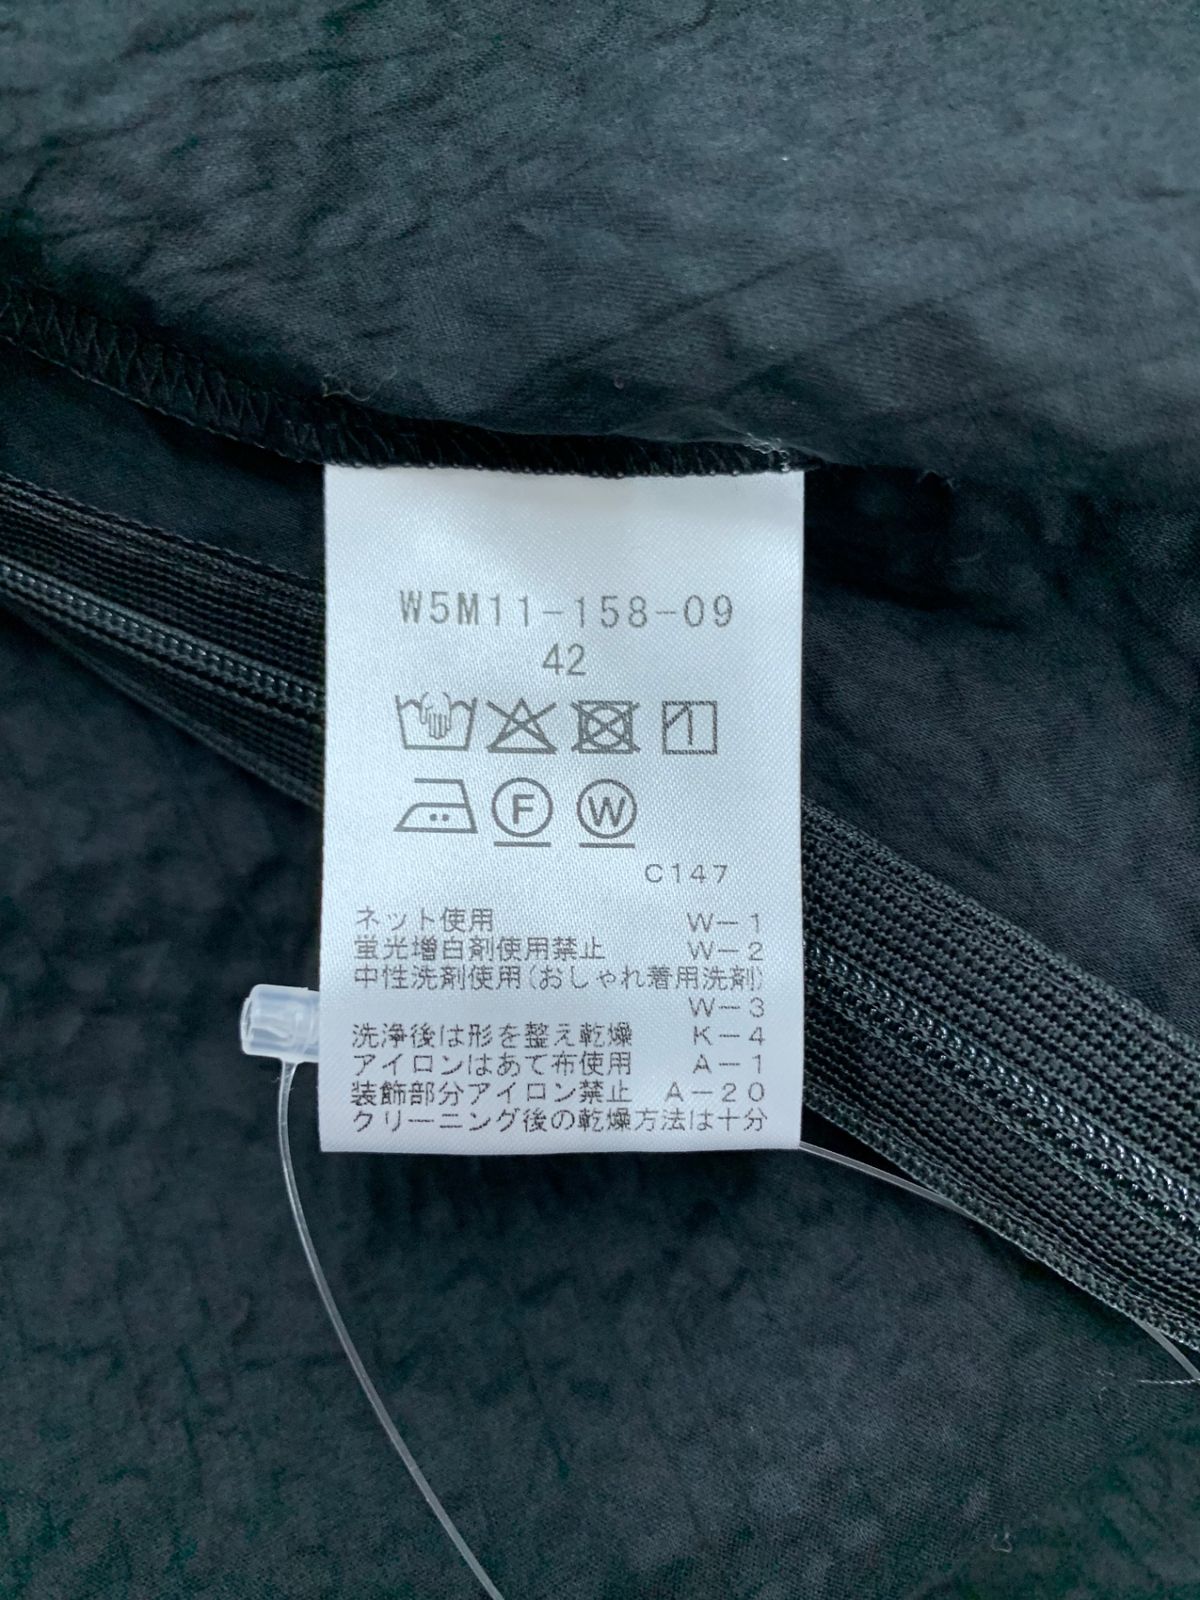 W5M11-158-09
42
F W
C147
ネット使用 W-1
蛍光増白剤使用禁止 W-2
中性洗剤使用(おしゃれ着用洗剤)
W-3
洗浄後は形を整え乾燥 K-4
アイロンはあて布使用 A-1
装飾部分アイロン禁止 A-20
クリーニング後の乾燥方法は十分